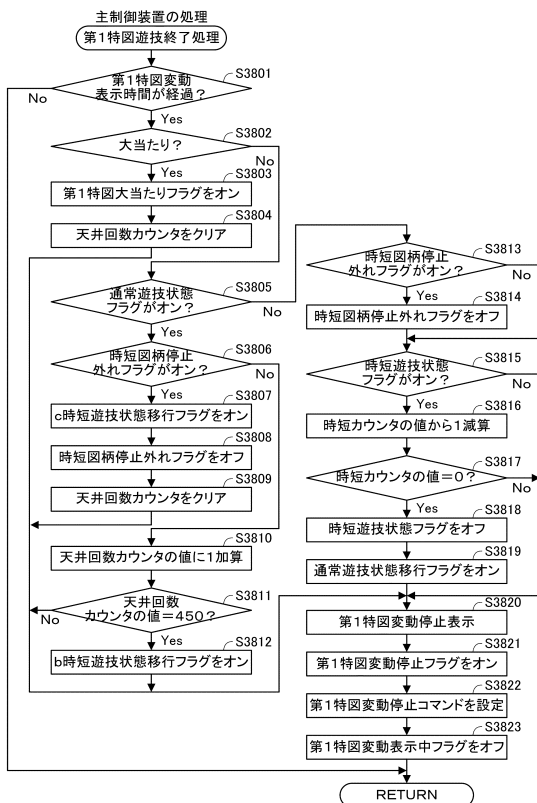 主制御装置の処理
第1特図遊技終了処理
S3801
第1特図変動
表示時間が経過?
No
Yes
S3802
大当たり?
No
Yes
S3803
第1特図大当たりフラグをオン
S3804
天井回数カウンタをクリア
S3805
通常遊技状態
フラグがオン?
No
Yes
S3806
時短図柄停止
外れフラグがオン?
No
Yes
S3807
c時短遊技状態移行フラグをオン
S3808
時短図柄停止外れフラグをオフ
S3809
天井回数カウンタをクリア
S3810
天井回数カウンタの値に1加算
S3811
天井回数
カウンタの値=450?
No
Yes
S3812
b時短遊技状態移行フラグをオン
S3813
時短図柄停止
外れフラグがオン?
No
Yes
S3814
時短図柄停止外れフラグをオフ
S3815
時短遊技状態
フラグがオン?
No
Yes
S3816
時短カウンタの値から1減算
S3817
時短カウンタの値=0?
No
Yes
S3818
時短遊技状態フラグをオフ
S3819
通常遊技状態移行フラグをオン
S3820
第1特図変動停止表示
S3821
第1特図変動停止フラグをオン
S3822
第1特図変動停止コマンドを設定
S3823
第1特図変動表示中フラグをオフ
RETURN